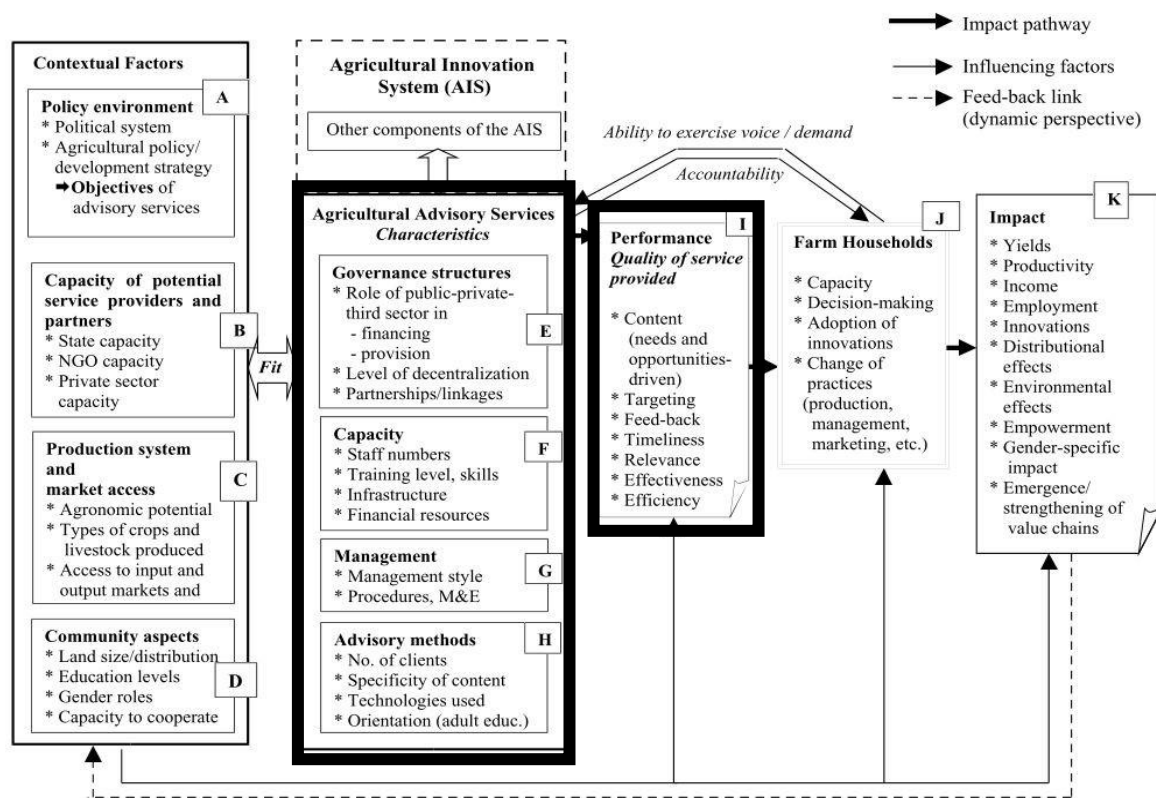 Impact pathway
Influencing factors
Feed-back link
(dynamic perspective)
Contextual Factors
A
Policy environment
* Political system
* Agricultural policy/
development strategy
➡Objectives of
advisory services
Capacity of potential
service providers and
partners
B
* State capacity
* NGO capacity
* Private sector
capacity
Production system
and
market access
C
* Agronomic potential
* Types of crops and
livestock produced
* Access to input and
output markets and
Community aspects
* Land size/distribution
* Education levels
D
* Gender roles
* Capacity to cooperate
Fit
Agricultural Innovation
System (AIS)
Other components of the AIS
Agricultural Advisory Services
Characteristics
Governance structures
* Role of public-private-
third sector in
E
- financing
- provision
* Level of decentralization
* Partnerships/linkages
Capacity
F
* Staff numbers
* Training level, skills
* Infrastructure
* Financial resources
Management
G
* Management style
* Procedures, M&E
Advisory methods
H
* No. of clients
* Specificity of content
* Technologies used
* Orientation (adult educ.)
Ability to exercise voice / demand
Accountability
I
Performance
Quality of service
provided
* Content
(needs and
opportunities-
driven)
* Targeting
* Feed-back
* Timeliness
* Relevance
* Effectiveness
* Efficiency
J
Farm Households
* Capacity
* Decision-making
* Adoption of
innovations
* Change of
practices
(production,
management,
marketing, etc.)
K
Impact
* Yields
* Productivity
* Income
* Employment
* Innovations
* Distributional
effects
* Environmental
effects
* Empowerment
* Gender-specific
impact
* Emergence/
strengthening of
value chains